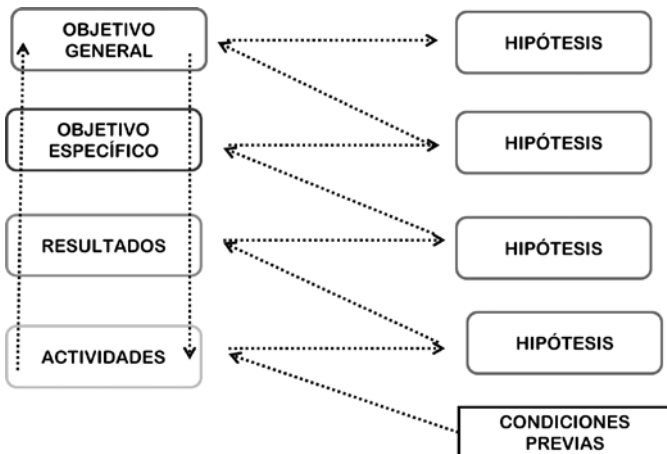 OBJETIVO
GENERAL
HIPÓTESIS
OBJETIVO
ESPECÍFICO
HIPÓTESIS
RESULTADOS
HIPÓTESIS
ACTIVIDADES
HIPÓTESIS
CONDICIONES
PREVIAS